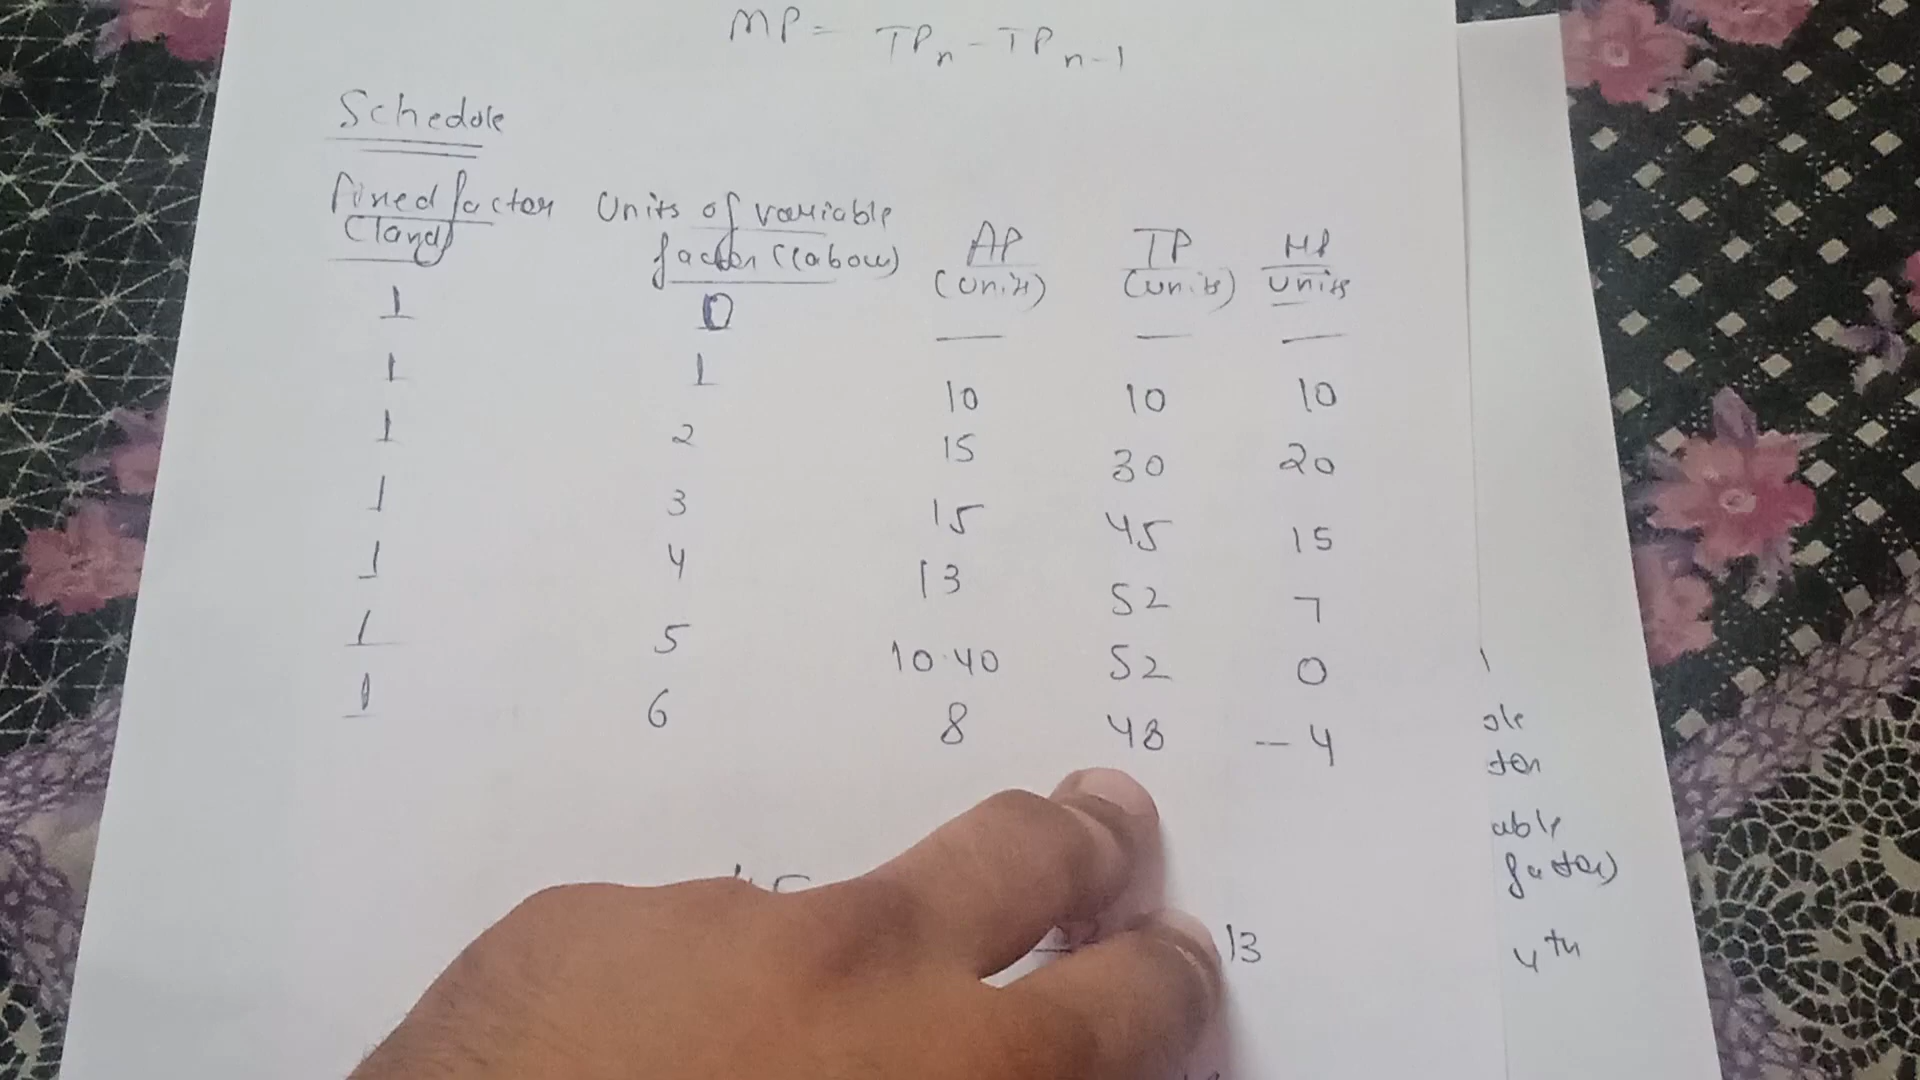 MP = TPn - TPn-1
Schedule
Fixed factor Units of variable
(land) factor (labour) AP TP MP
(units) (units) units
1 0 — — —
1 1 10 10 10
1 2 15 30 20
1 3 15 45 15
1 4 13 52 7
1 5 10.40 52 0
1 6 8 48 -4
able
factor)
13 4th